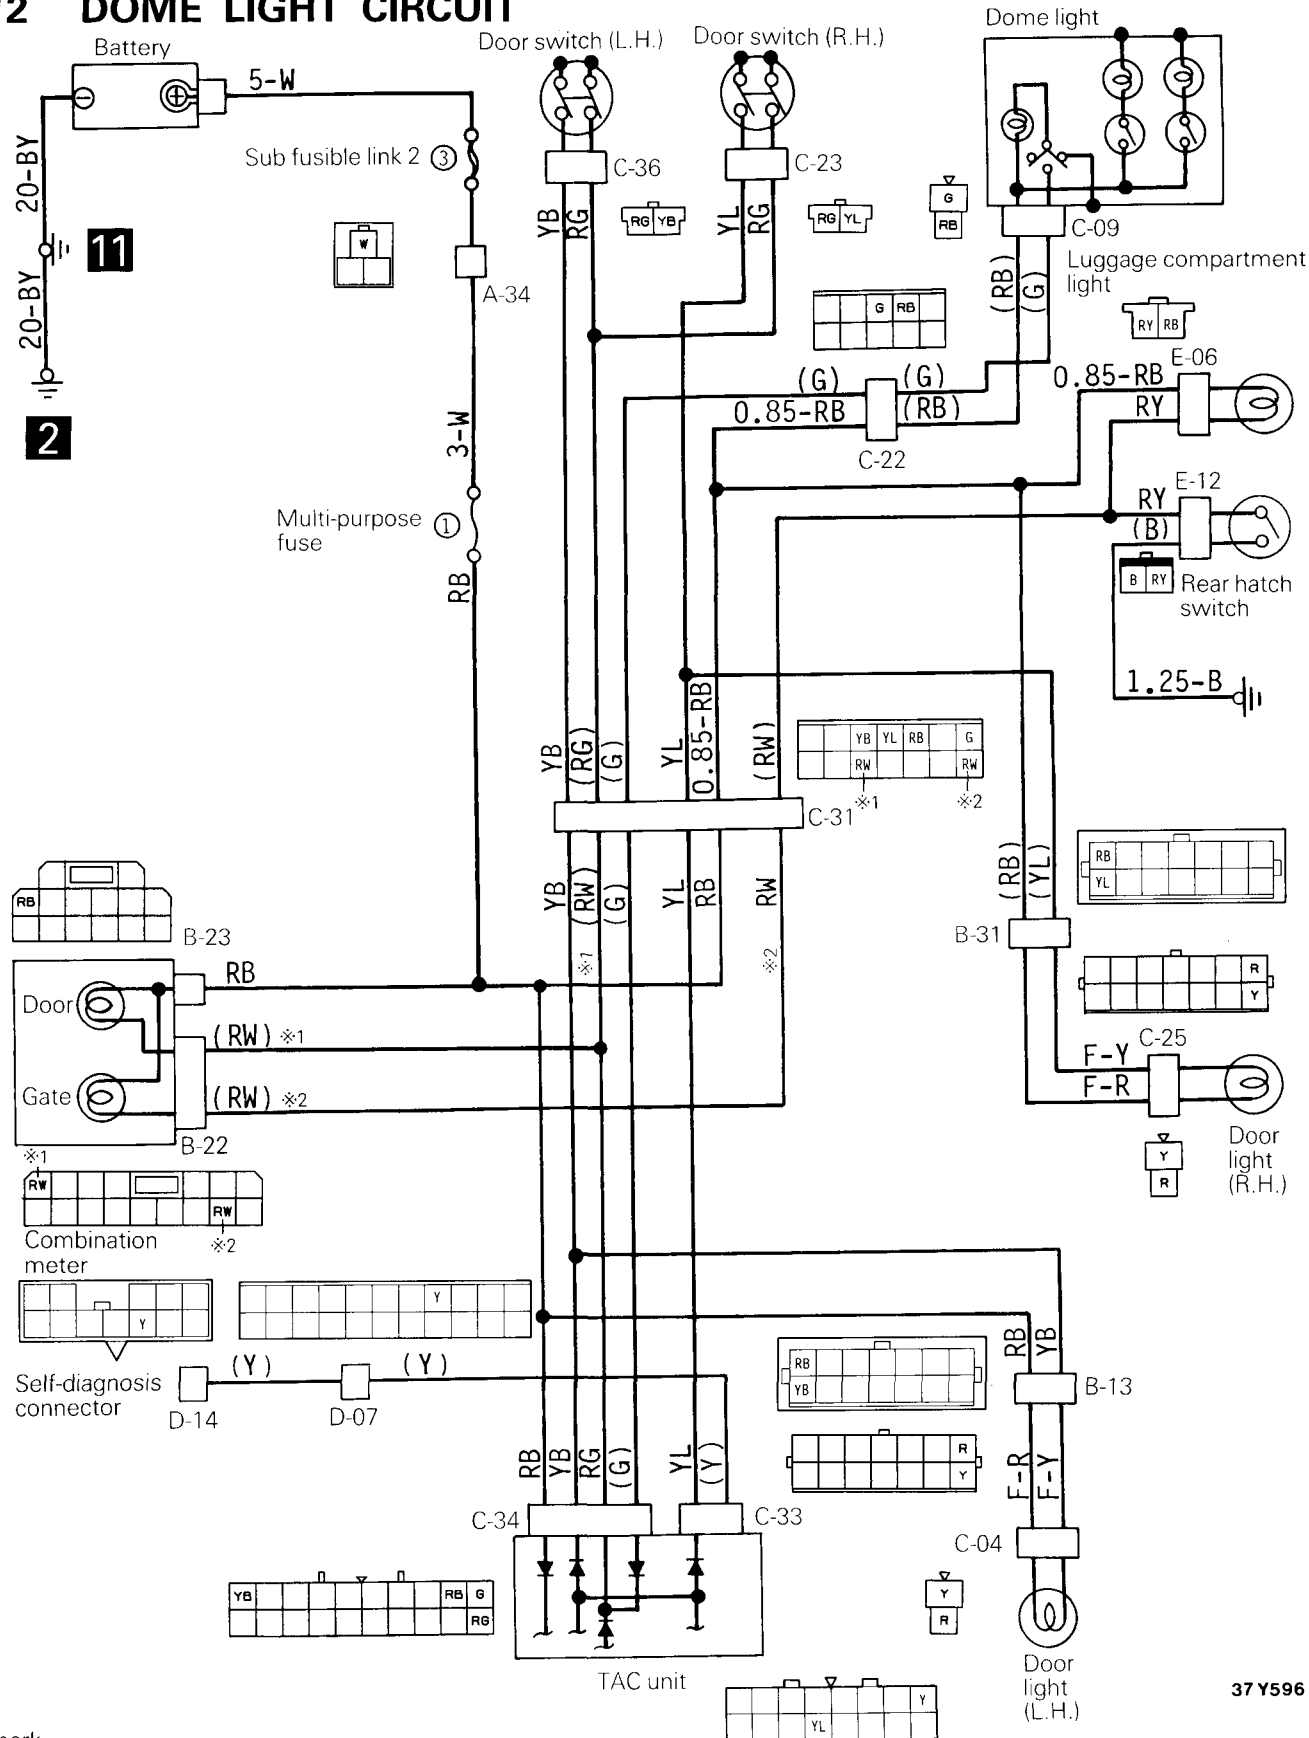 DOME LIGHT CIRCUIT
Battery
5-W
20-BY
20-BY
11
2
Sub fusible link 2 ③
W
A-34
3-W
Multi-purpose
fuse
①
RB
Door switch (L.H.)
C-36
YB
RG
RG YB
Door switch (R.H.)
C-23
YL
RG
RG YL
Dome light
G
RB
C-09
(RB)
(G)
Luggage compartment
light
RY RB
E-06
G RB
(G)
(G)
0.85-RB
(RB)
C-22
0.85-RB
RY
E-12
RY
(B)
B RY
Rear hatch
switch
1.25-B
YB
(RG)
(G)
YL
0.85-RB
(RW)
YB YL RB G
RW RW
※1 ※2
C-31
YB
(RW)
(G)
YL
RB
RW
※1
※2
(RB)
(YL)
RB
YL
B-31
R
Y
C-25
F-Y
F-R
Y
R
Door
light
(R.H.)
RB
B-23
RB
Door
(RW) ※1
Gate
(RW) ※2
B-22
※1
RW
RW
※2
Combination
meter
Y
Y
Self-diagnosis
connector
(Y)
(Y)
D-14
D-07
RB
YB
RG
(G)
YL
(Y)
C-34
C-33
YB RB G
RG
TAC unit
Y
YL
RB
YB
RB
YB
B-13
R
Y
F-R
F-Y
C-04
Y
R
Door
light
(L.H.)
37Y596